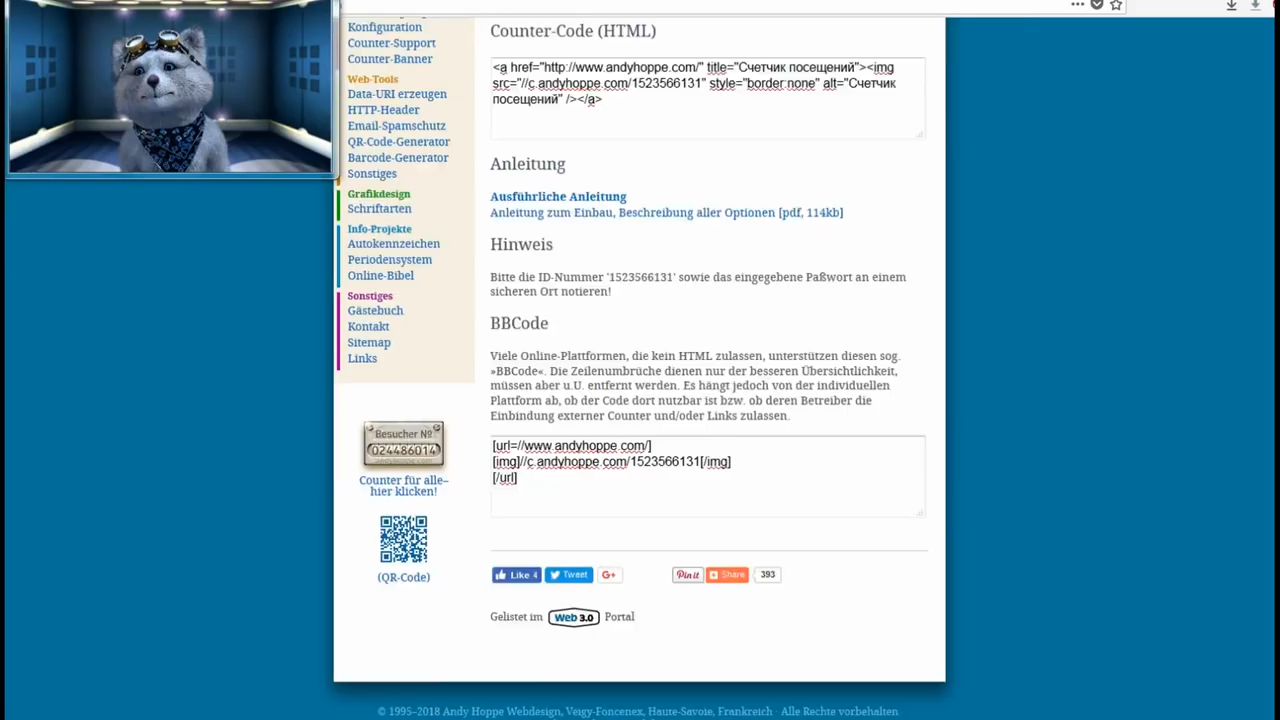 Konfiguration
Counter-Support
Counter-Banner
Web-Tools
Data-URI erzeugen
HTTP-Header
Email-Spamschutz
QR-Code-Generator
Barcode-Generator
Sonstiges
Grafikdesign
Schriftarten
Info-Projekte
Autokennzeichen
Periodensystem
Online-Bibel
Sonstiges
Gästebuch
Kontakt
Sitemap
Links
Besucher №
024486014
andyhoppe.com
Counter für alle–
hier klicken!
(QR-Code)
Counter-Code (HTML)
<a href="http://www.andyhoppe.com/" title="Счетчик посещений"><img
src="//c.andyhoppe.com/1523566131" style="border:none" alt="Счетчик
посещений" /></a>
Anleitung
Ausführliche Anleitung
Anleitung zum Einbau, Beschreibung aller Optionen [pdf, 114kb]
Hinweis
Bitte die ID-Nummer '1523566131' sowie das eingegebene Paßwort an einem
sicheren Ort notieren!
BBCode
Viele Online-Plattformen, die kein HTML zulassen, unterstützen diesen sog.
»BBCode«. Die Zeilenumbrüche dienen nur der besseren Übersichtlichkeit,
müssen aber u.U. entfernt werden. Es hängt jedoch von der individuellen
Plattform ab, ob der Code dort nutzbar ist bzw. ob deren Betreiber die
Einbindung externer Counter und/oder Links zulassen.
[url=//www.andyhoppe.com/]
[img]//c.andyhoppe.com/1523566131[/img]
[/url]
Like 4 Tweet G+ Pin it Share 393
Gelistet im Web 3.0 Portal
© 1995–2018 Andy Hoppe Webdesign, Veigy-Foncenex, Haute-Savoie, Frankreich · Alle Rechte vorbehalten